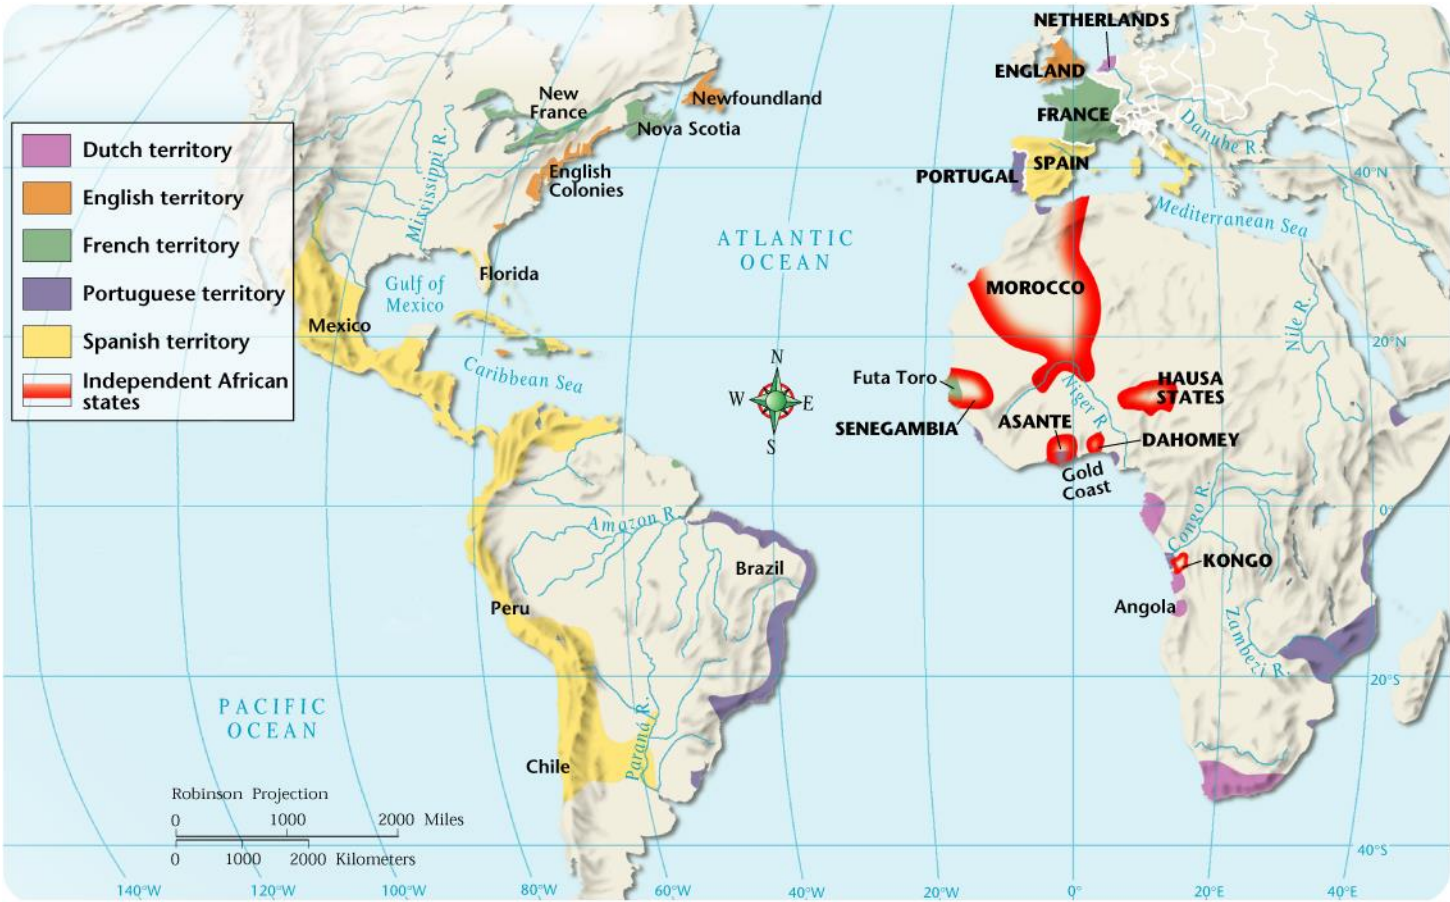 NETHERLANDS
ENGLAND
FRANCE
Danube R.
PORTUGAL
SPAIN
40°N
Mediterranean Sea
New
France
Newfoundland
Nova Scotia
English
Colonies
Mississippi R.
Dutch territory
English territory
French territory
Portuguese territory
Spanish territory
Independent African
states
ATLANTIC
OCEAN
Florida
Gulf of
Mexico
Mexico
Caribbean Sea
MOROCCO
Nile R.
20°N
N
W
E
S
Futa Toro
SENEGAMBIA
Niger R.
HAUSA
STATES
ASANTE
DAHOMEY
Gold
Coast
Amazon R.
0°
Congo R.
Brazil
KONGO
Peru
Angola
Zambezi R.
20°S
PACIFIC
OCEAN
Paraná R.
Chile
Robinson Projection
0 1000 2000 Miles
0 1000 2000 Kilometers
40°S
140°W 120°W 100°W 80°W 60°W 40°W 20°W 0° 20°E 40°E